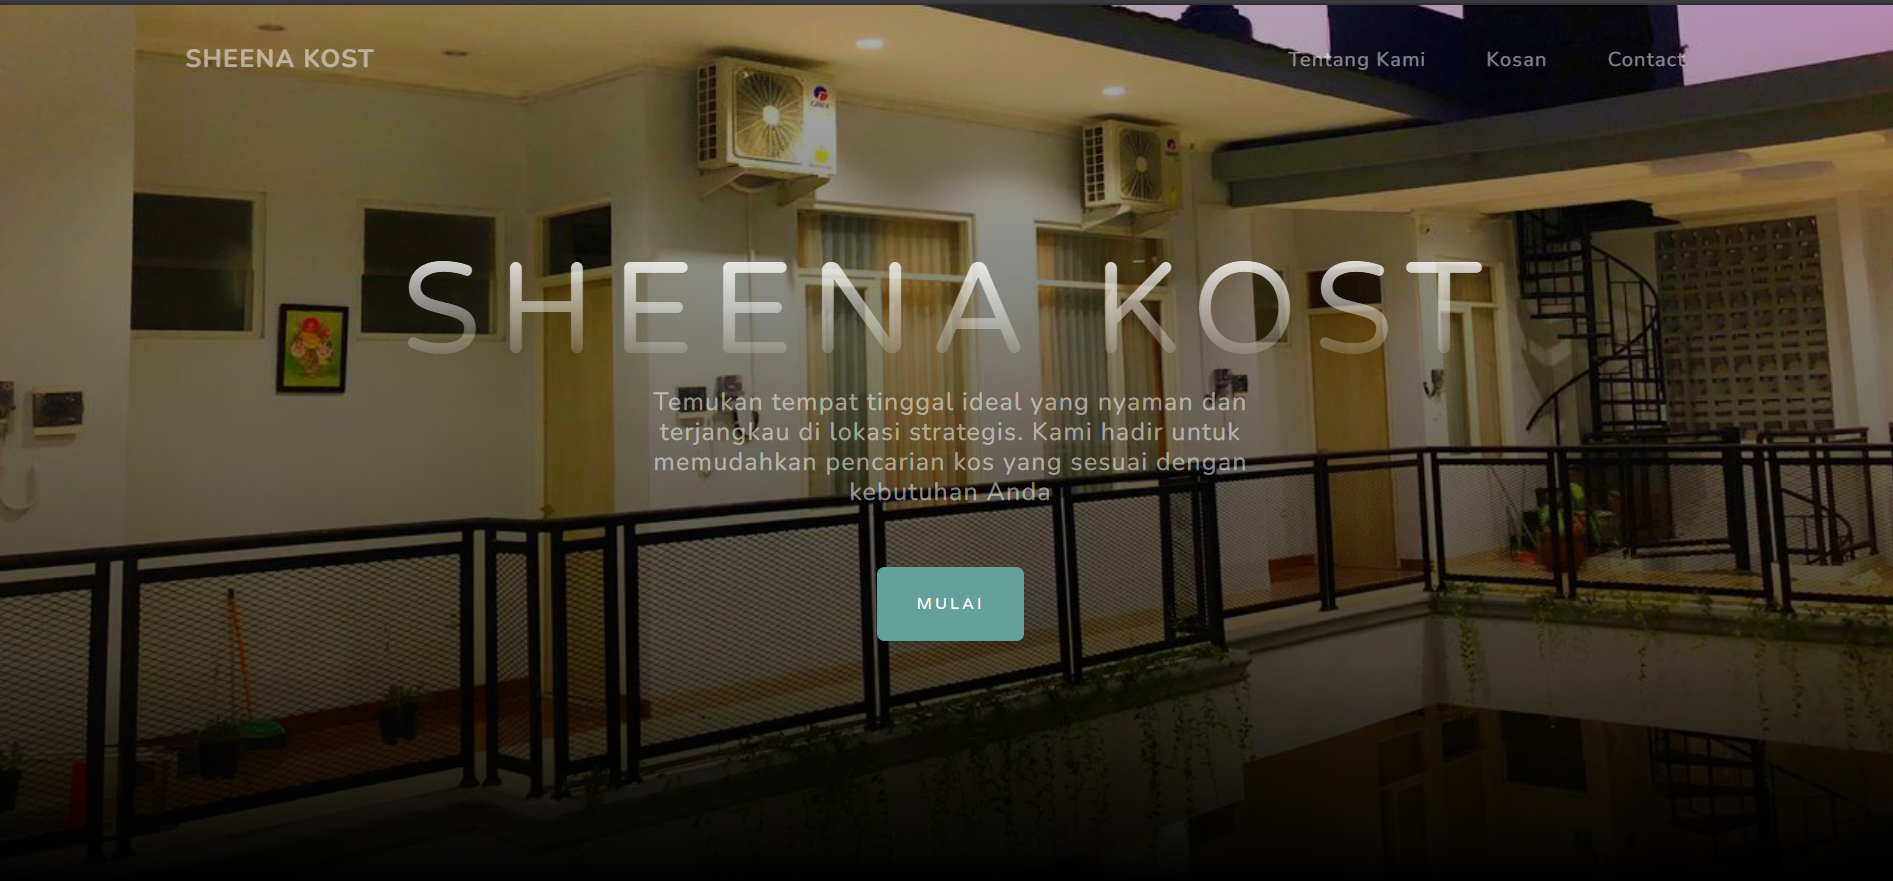 SHEENA KOST
Tentang Kami
Kosan
Contact
SHEENA KOST
Temukan tempat tinggal ideal yang nyaman dan
terjangkau di lokasi strategis. Kami hadir untuk
memudahkan pencarian kos yang sesuai dengan
kebutuhan Anda
MULAI